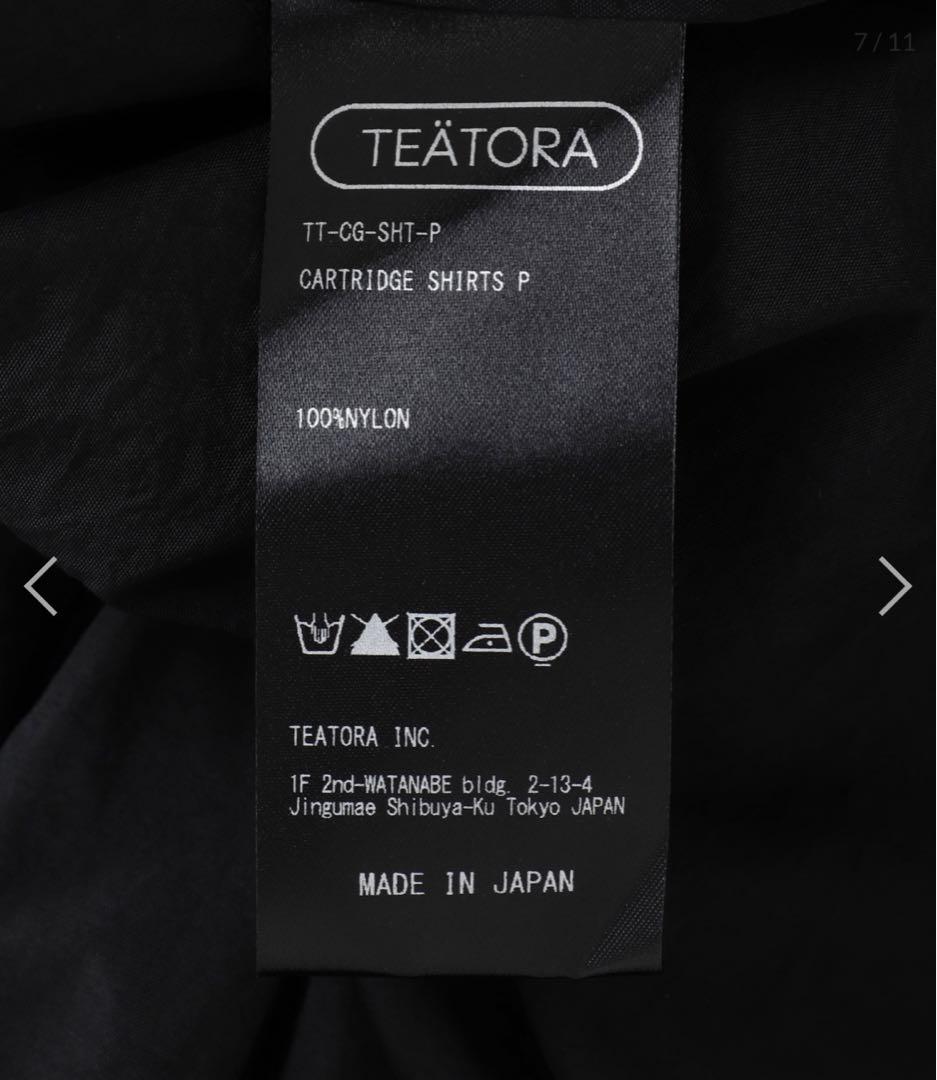 7 / 11
TEÄTORA
TT-CG-SHT-P
CARTRIDGE SHIRTS P
100%NYLON
P
TEATORA INC.
1F 2nd-WATANABE bldg. 2-13-4
Jingumae Shibuya-Ku Tokyo JAPAN
MADE IN JAPAN